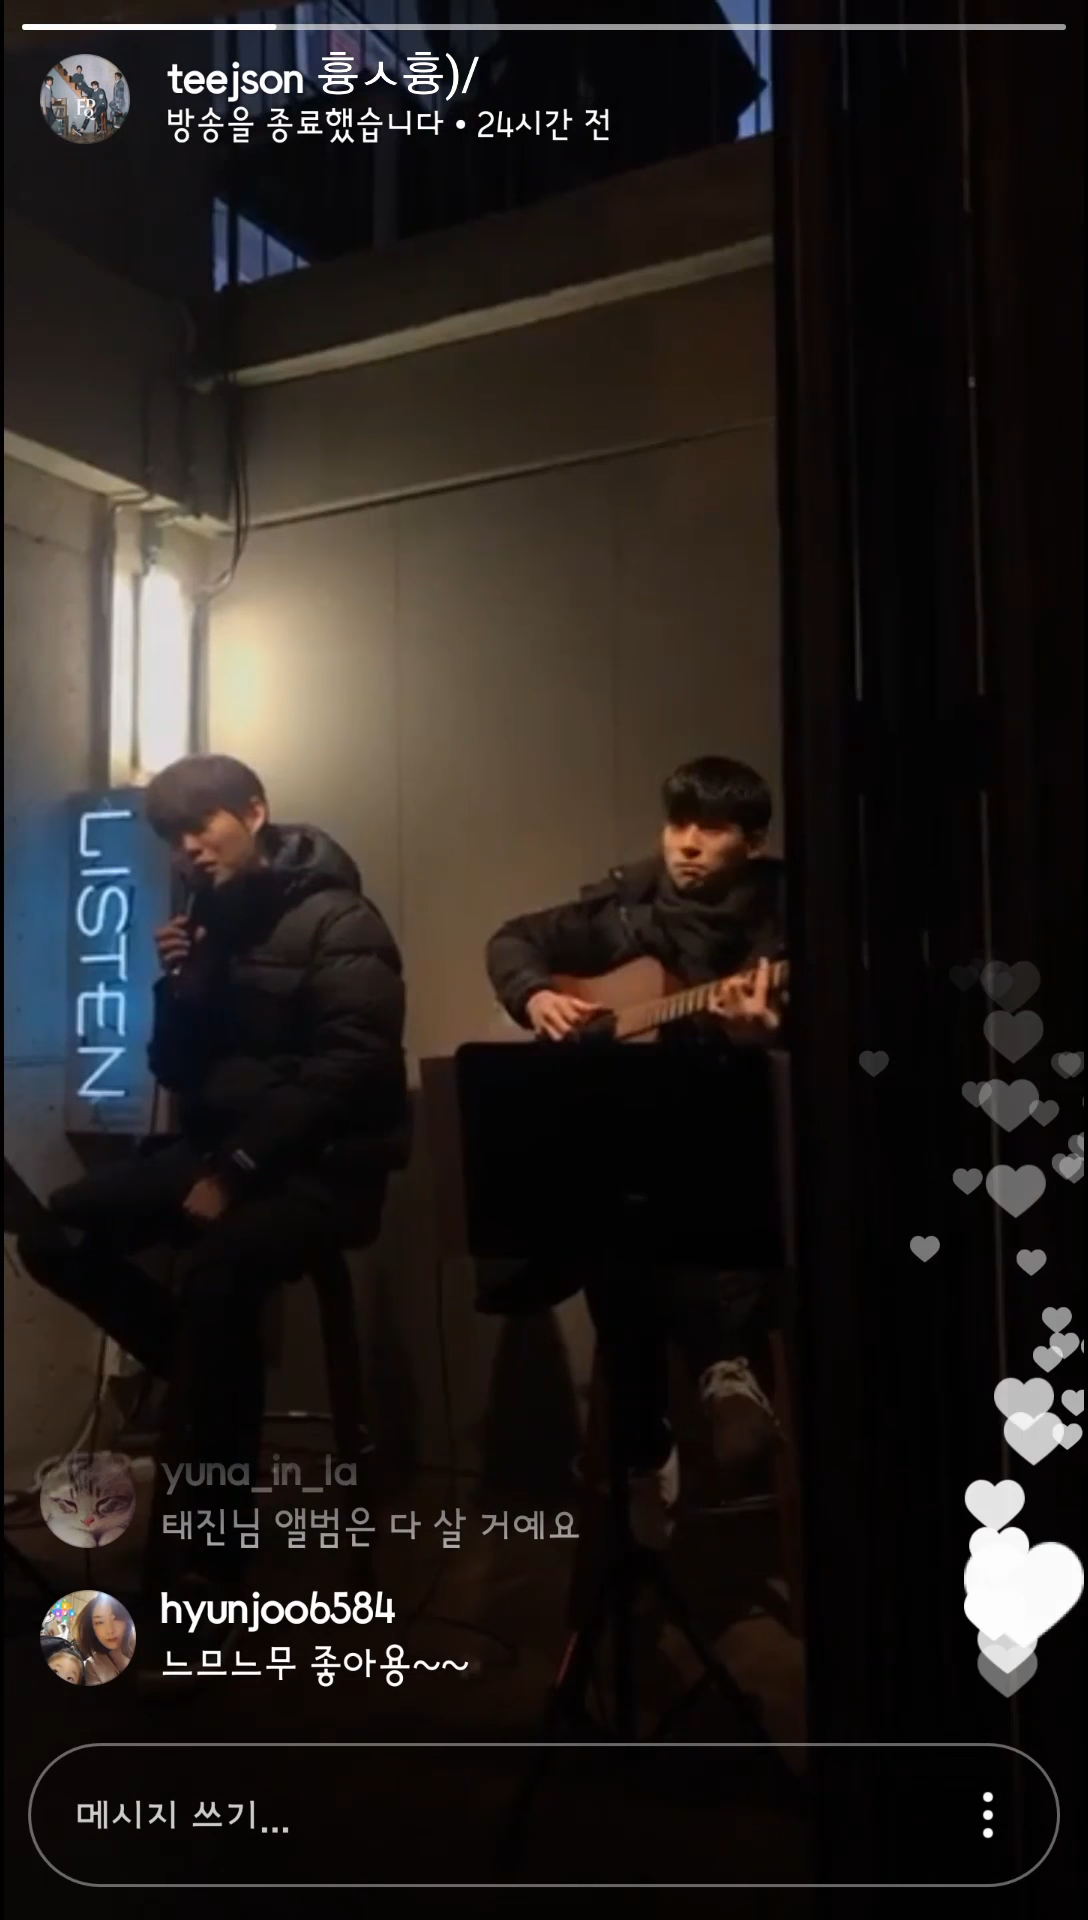 teejson 흉ㅅ흉)/
방송을 종료했습니다 • 24시간 전
LISTEN
yuna_in_la
태진님 앨범은 다 살 거예요
hyunjoo6584
느므느무 좋아용~~
메시지 쓰기...